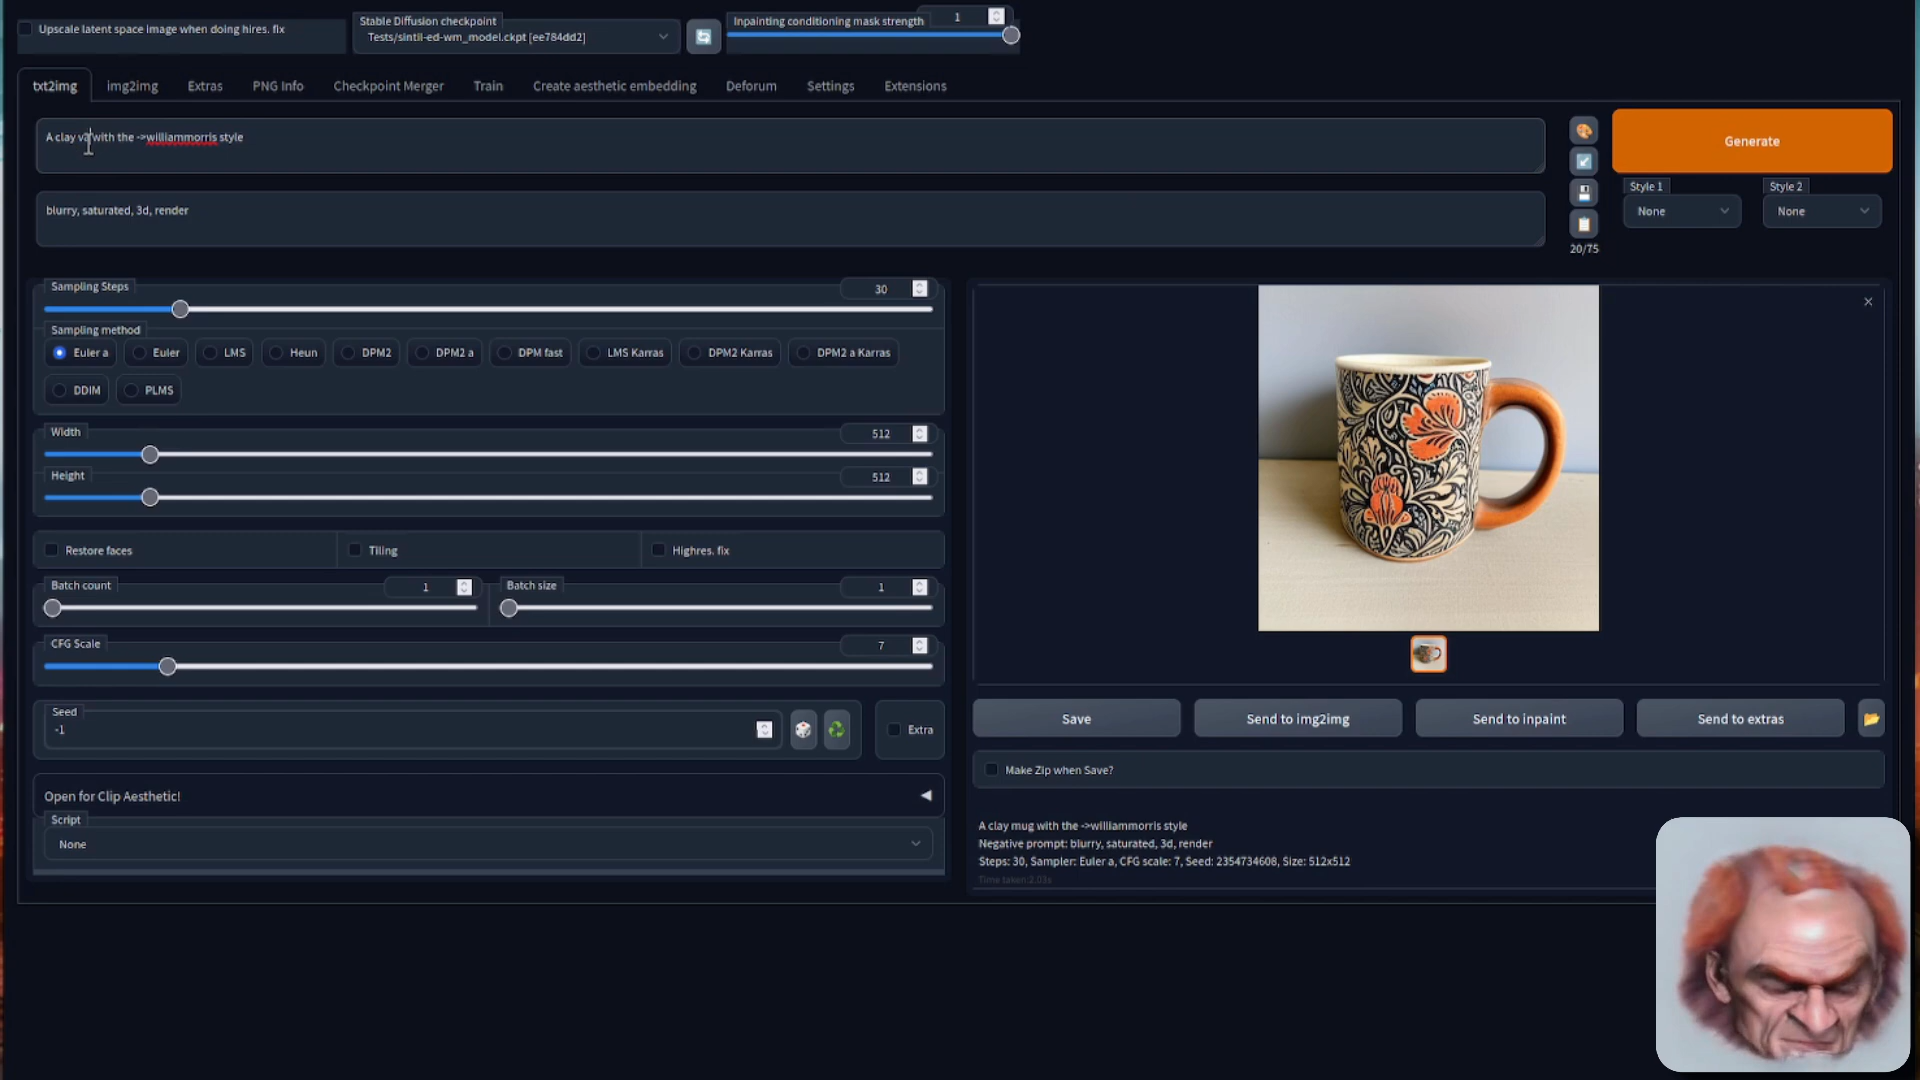 Upscale latent space image when doing hires. fix
Stable Diffusion checkpoint
Tests/sintil-ed-wm_model.ckpt [ee784dd2]
Inpainting conditioning mask strength
1
txt2img
img2img
Extras
PNG Info
Checkpoint Merger
Train
Create aesthetic embedding
Deforum
Settings
Extensions
A clay va with the ->williammorris style
blurry, saturated, 3d, render
Generate
Style 1
Style 2
None
None
20/75
Sampling Steps
30
Sampling method
Euler a
Euler
LMS
Heun
DPM2
DPM2 a
DPM fast
LMS Karras
DPM2 Karras
DPM2 a Karras
DDIM
PLMS
Width
512
Height
512
Restore faces
Tiling
Highres. fix
Batch count
1
Batch size
1
CFG Scale
7
Seed
-1
Extra
Open for Clip Aesthetic!
Script
None
Save
Send to img2img
Send to inpaint
Send to extras
Make Zip when Save?
A clay mug with the ->williammorris style
Negative prompt: blurry, saturated, 3d, render
Steps: 30, Sampler: Euler a, CFG scale: 7, Seed: 2354734608, Size: 512x512
Time taken: 2.03s